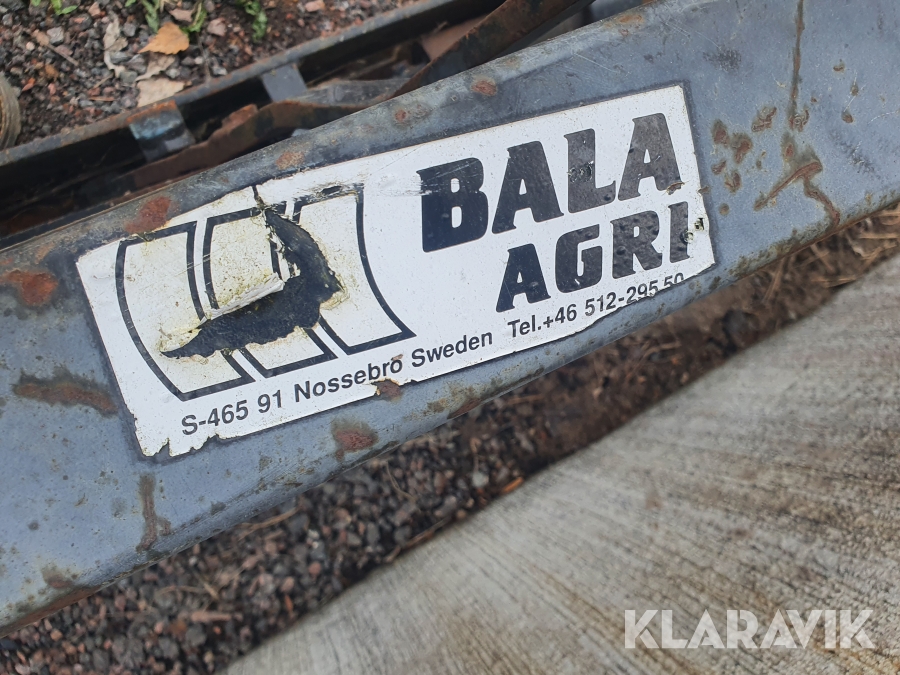 BALA
AGRI
S-465 91 Nossebro Sweden Tel.+46 512-295 50
KLARAVIK